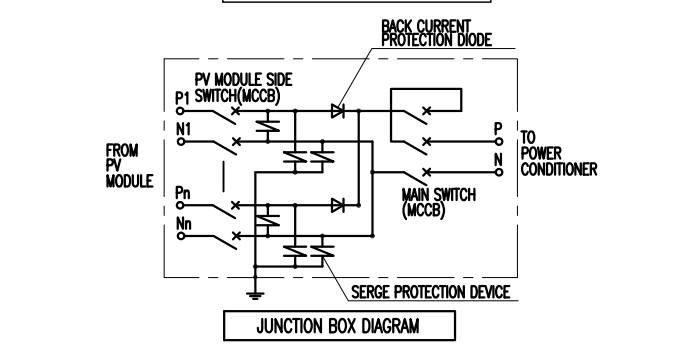 BACK CURRENT
PROTECTION DIODE
PV MODULE SIDE
SWITCH(MCCB)
P1
N1
FROM
PV
MODULE
Pn
Nn
P
N
TO
POWER
CONDITIONER
MAIN SWITCH
(MCCB)
SERGE PROTECTION DEVICE
JUNCTION BOX DIAGRAM